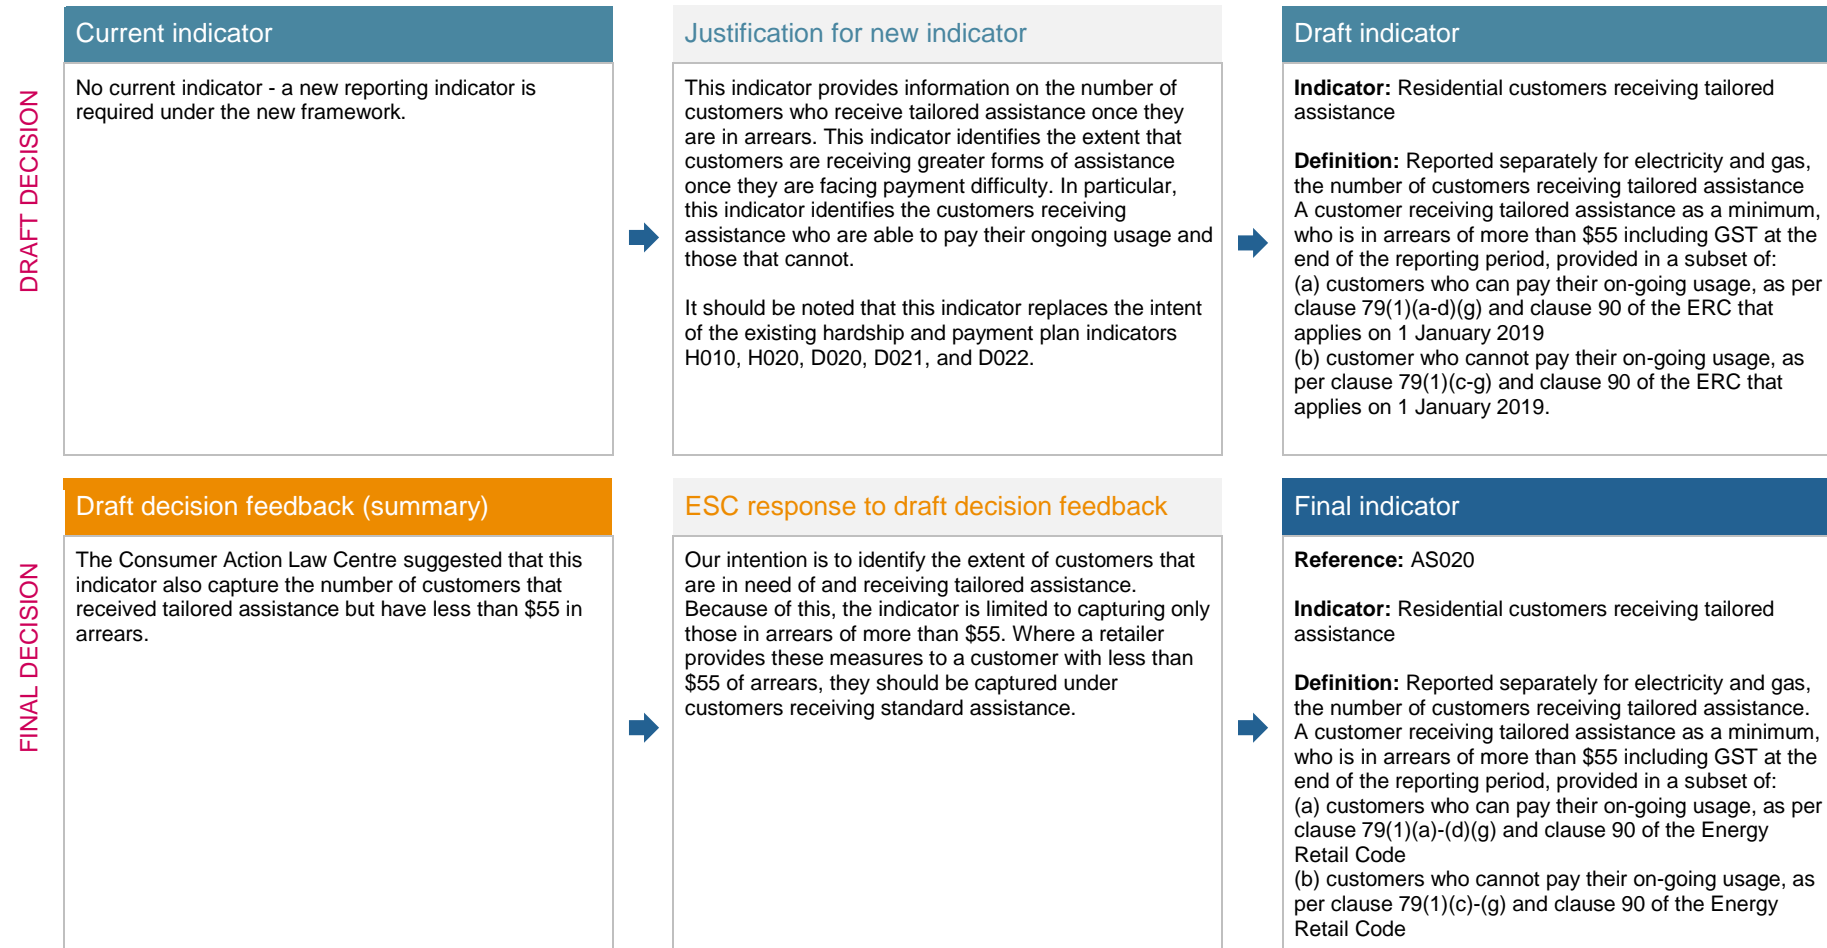 DRAFT DECISION
Current indicator
No current indicator - a new reporting indicator is
required under the new framework.
Justification for new indicator
This indicator provides information on the number of
customers who receive tailored assistance once they
are in arrears. This indicator identifies the extent that
customers are receiving greater forms of assistance
once they are facing payment difficulty. In particular,
this indicator identifies the customers receiving
assistance who are able to pay their ongoing usage and
those that cannot.
It should be noted that this indicator replaces the intent
of the existing hardship and payment plan indicators
H010, H020, D020, D021, and D022.
Draft indicator
Indicator: Residential customers receiving tailored
assistance
Definition: Reported separately for electricity and gas,
the number of customers receiving tailored assistance
A customer receiving tailored assistance as a minimum,
who is in arrears of more than $55 including GST at the
end of the reporting period, provided in a subset of:
(a) customers who can pay their on-going usage, as per
clause 79(1)(a-d)(g) and clause 90 of the ERC that
applies on 1 January 2019
(b) customer who cannot pay their on-going usage, as
per clause 79(1)(c-g) and clause 90 of the ERC that
applies on 1 January 2019.
FINAL DECISION
Draft decision feedback (summary)
The Consumer Action Law Centre suggested that this
indicator also capture the number of customers that
received tailored assistance but have less than $55 in
arrears.
ESC response to draft decision feedback
Our intention is to identify the extent of customers that
are in need of and receiving tailored assistance.
Because of this, the indicator is limited to capturing only
those in arrears of more than $55. Where a retailer
provides these measures to a customer with less than
$55 of arrears, they should be captured under
customers receiving standard assistance.
Final indicator
Reference: AS020
Indicator: Residential customers receiving tailored
assistance
Definition: Reported separately for electricity and gas,
the number of customers receiving tailored assistance.
A customer receiving tailored assistance as a minimum,
who is in arrears of more than $55 including GST at the
end of the reporting period, provided in a subset of:
(a) customers who can pay their on-going usage, as per
clause 79(1)(a)-(d)(g) and clause 90 of the Energy
Retail Code
(b) customers who cannot pay their on-going usage, as
per clause 79(1)(c)-(g) and clause 90 of the Energy
Retail Code